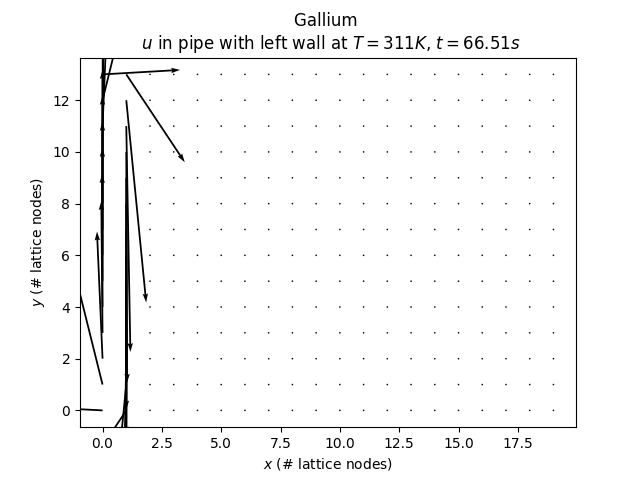 Gallium
u in pipe with left wall at T = 311K, t = 66.51s
12
10
8
6
4
2
0
y (# lattice nodes)
0.0 2.5 5.0 7.5 10.0 12.5 15.0 17.5
x (# lattice nodes)